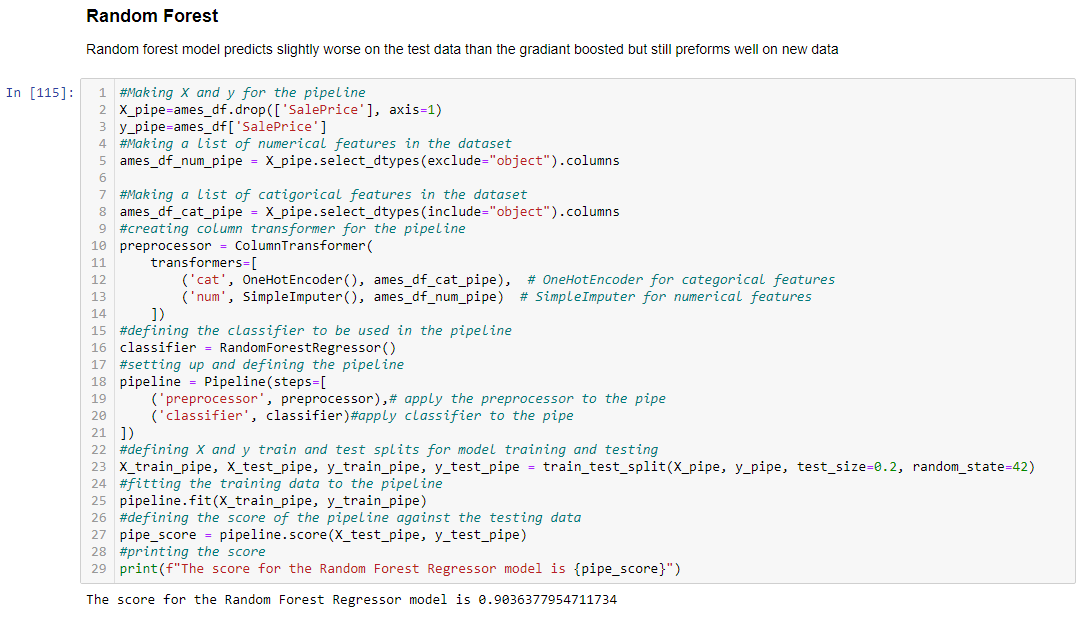 Random Forest
Random forest model predicts slightly worse on the test data than the gradiant boosted but still preforms well on new data
In [115]:
1 #Making X and y for the pipeline
2 X_pipe=ames_df.drop(['SalePrice'], axis=1)
3 y_pipe=ames_df['SalePrice']
4 #Making a list of numerical features in the dataset
5 ames_df_num_pipe = X_pipe.select_dtypes(exclude="object").columns
6
7 #Making a list of catigorical features in the dataset
8 ames_df_cat_pipe = X_pipe.select_dtypes(include="object").columns
9 #creating column transformer for the pipeline
10 preprocessor = ColumnTransformer(
11     transformers=[
12         ('cat', OneHotEncoder(), ames_df_cat_pipe),  # OneHotEncoder for categorical features
13         ('num', SimpleImputer(), ames_df_num_pipe)  # SimpleImputer for numerical features
14     ])
15 #defining the classifier to be used in the pipeline
16 classifier = RandomForestRegressor()
17 #setting up and defining the pipeline
18 pipeline = Pipeline(steps=[
19     ('preprocessor', preprocessor),# apply the preprocessor to the pipe
20     ('classifier', classifier)#apply classifier to the pipe
21 ])
22 #defining X and y train and test splits for model training and testing
23 X_train_pipe, X_test_pipe, y_train_pipe, y_test_pipe = train_test_split(X_pipe, y_pipe, test_size=0.2, random_state=42)
24 #fitting the training data to the pipeline
25 pipeline.fit(X_train_pipe, y_train_pipe)
26 #defining the score of the pipeline against the testing data
27 pipe_score = pipeline.score(X_test_pipe, y_test_pipe)
28 #printing the score
29 print(f"The score for the Random Forest Regressor model is {pipe_score}")
The score for the Random Forest Regressor model is 0.9036377954711734